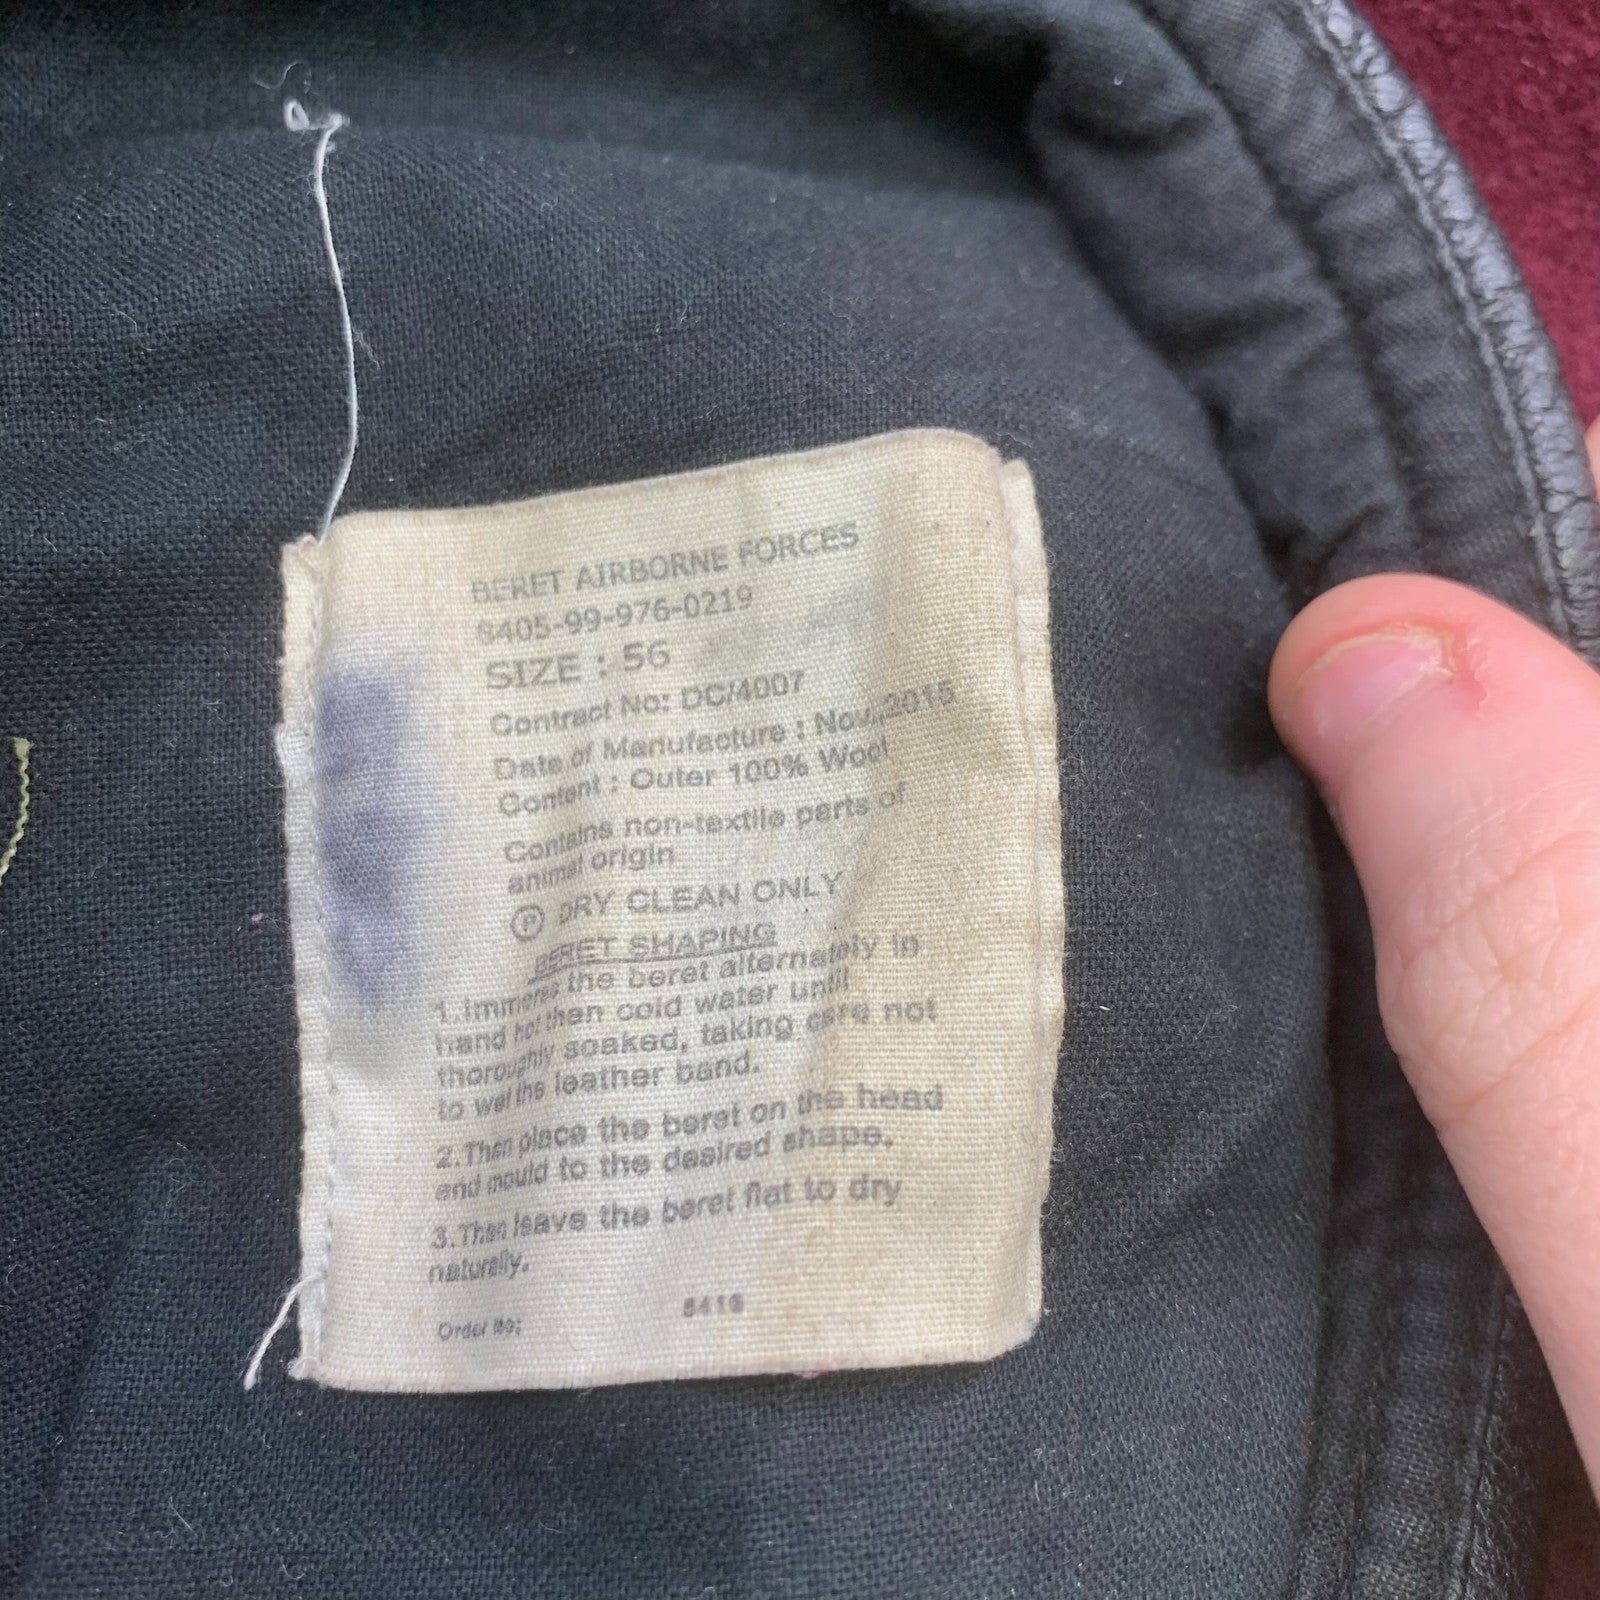 BERET AIRBORNE FORCES
8405-99-976-0219
SIZE : 56
Contract No: DC/4007
Date of Manufacture : Nov.,2015
Content : Outer 100% Wool
Contains non-textile parts of
animal origin
Ⓟ DRY CLEAN ONLY
BERET SHAPING
1.Immerse the beret alternately in
hand hot then cold water until
thoroughly soaked, taking care not
to wet the leather band.
2.Then place the beret on the head
and mould to the desired shape.
3.Then leave the beret flat to dry
naturally.
Order No: 5416